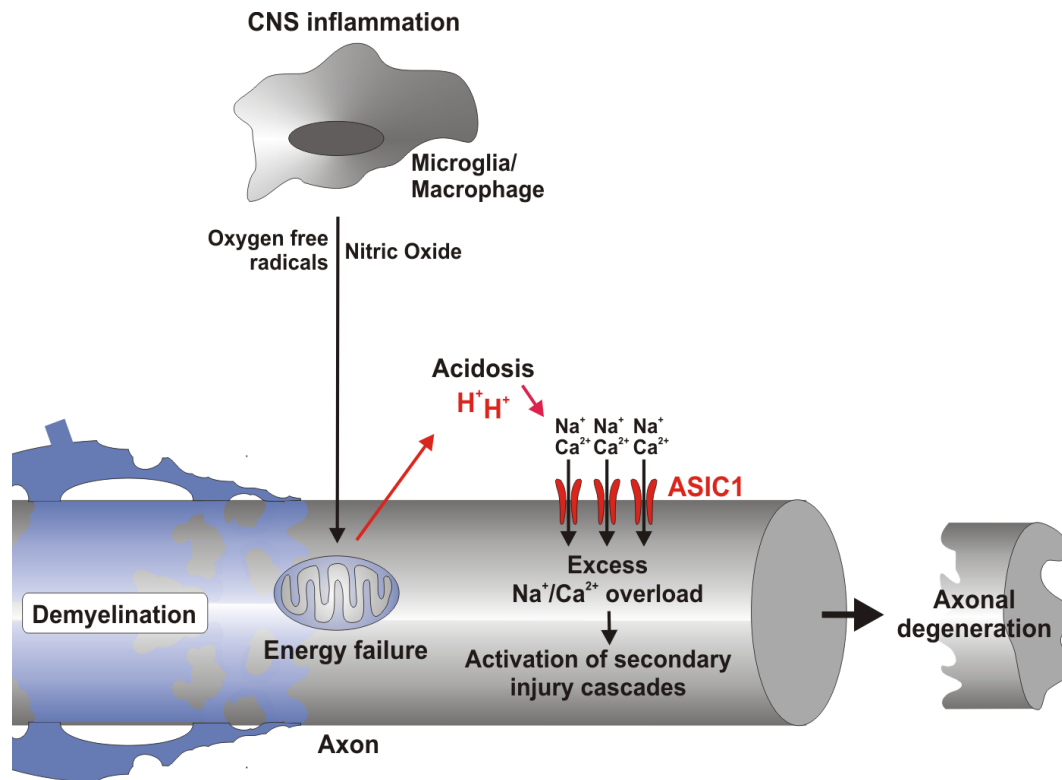 CNS inflammation
Microglia/
Macrophage
Oxygen free
radicals
Nitric Oxide
Acidosis
H⁺H⁺
Na⁺ Na⁺ Na⁺
Ca²⁺ Ca²⁺ Ca²⁺
ASIC1
Excess
Na⁺/Ca²⁺ overload
Demyelination
Energy failure
Activation of secondary
injury cascades
Axonal
degeneration
Axon